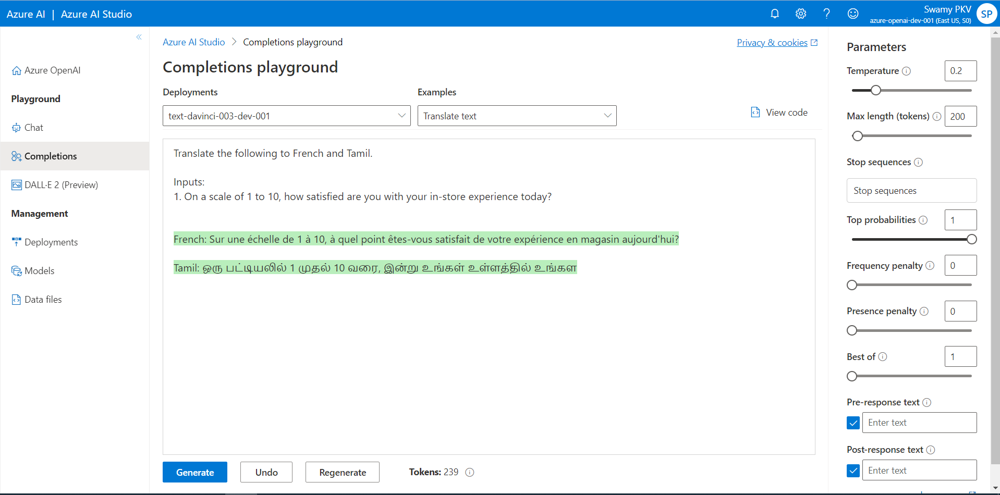 Azure AI | Azure AI Studio
Swamy PKV
azure-openai-dev-001 (East US, S0)
SP
Azure OpenAI
Playground
Chat
Completions
DALL·E 2 (Preview)
Management
Deployments
Models
Data files
Azure AI Studio > Completions playground
Privacy & cookies
Completions playground
Deployments
Examples
text-davinci-003-dev-001
Translate text
View code
Translate the following to French and Tamil.
Inputs:
1. On a scale of 1 to 10, how satisfied are you with your in-store experience today?
French: Sur une échelle de 1 à 10, à quel point êtes-vous satisfait de votre expérience en magasin aujourd'hui?
Tamil: ஒரு பட்டியலில் 1 முதல் 10 வரை, இன்று உங்கள் உள்ளத்தில் உங்கள
Generate
Undo
Regenerate
Tokens: 239
Parameters
Temperature
0.2
Max length (tokens)
200
Stop sequences
Stop sequences
Top probabilities
1
Frequency penalty
0
Presence penalty
0
Best of
1
Pre-response text
Enter text
Post-response text
Enter text